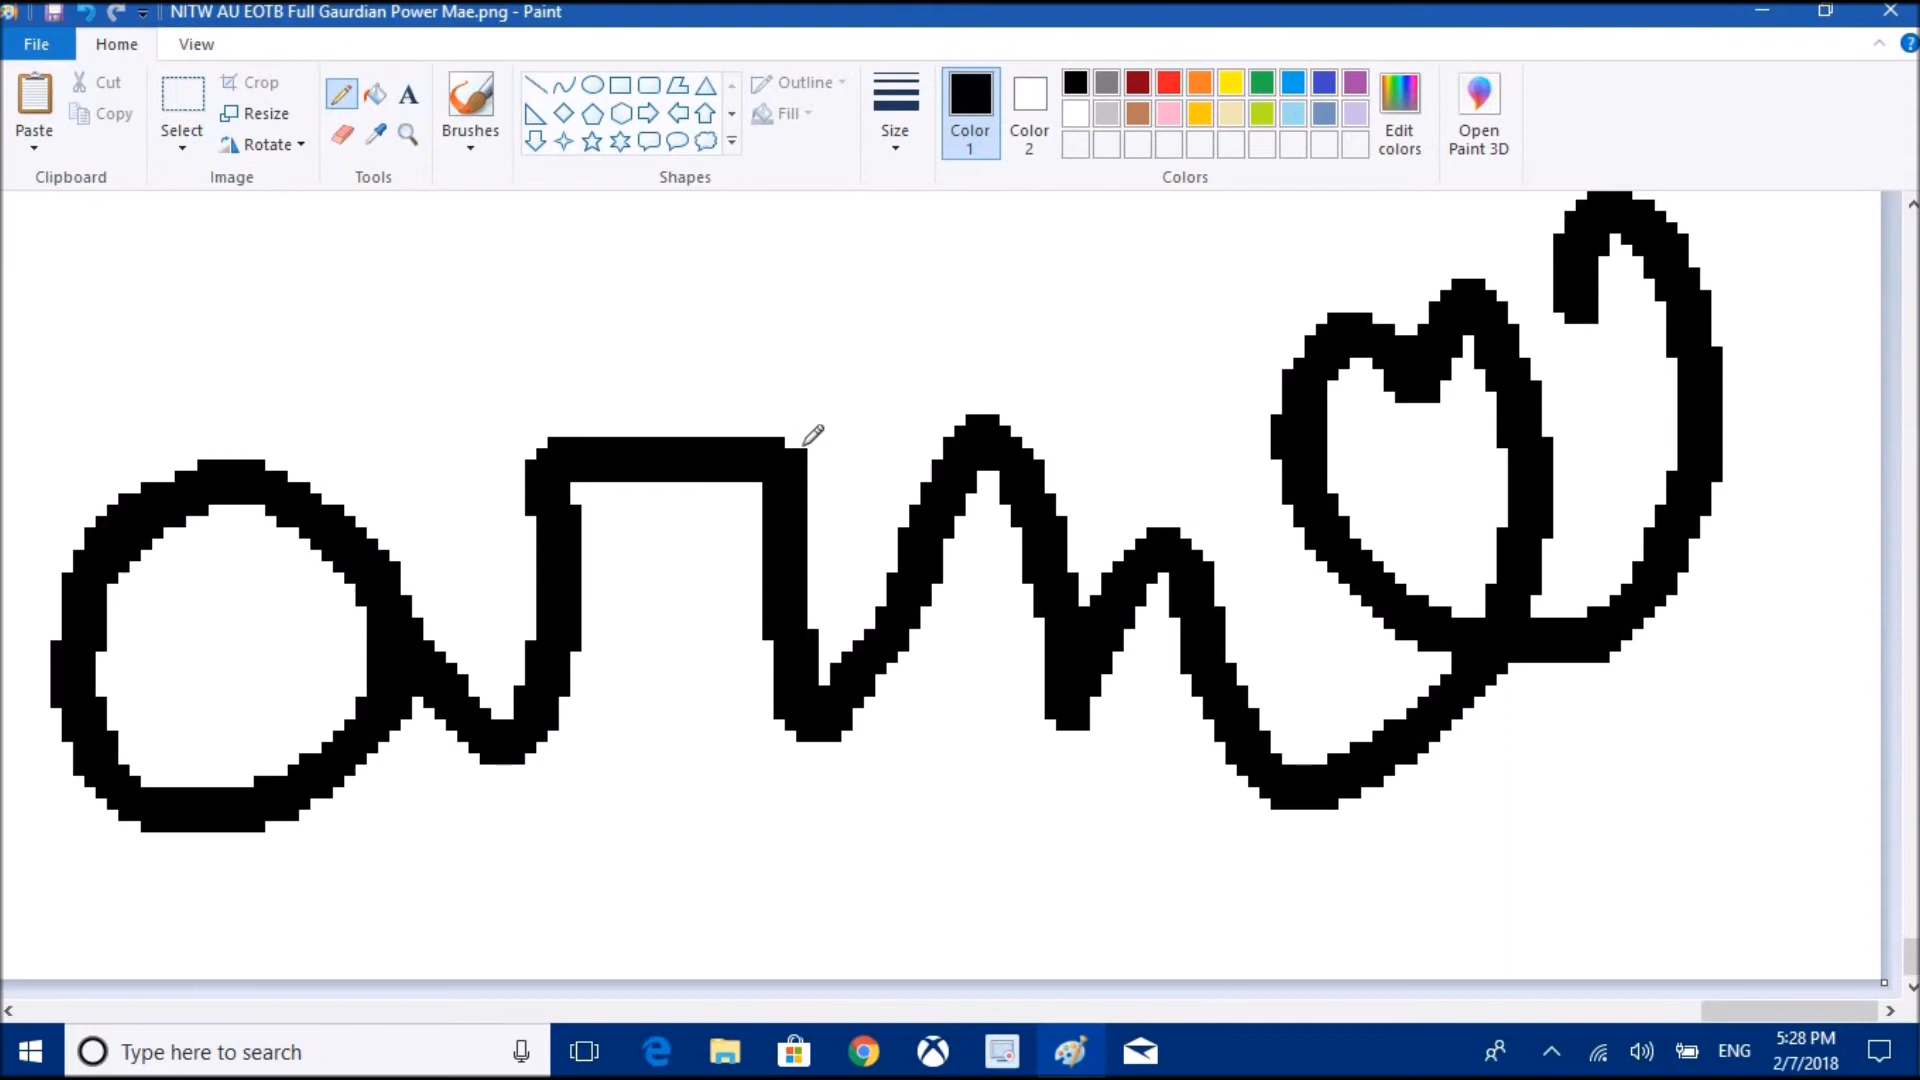 NITW AU EOTB Full Gaurdian Power Mae.png - Paint
File Home View
Paste Cut Copy Clipboard
Select Crop Resize Rotate Image
Tools
Brushes
Outline Fill Shapes
Size
Color 1 Color 2 Colors
Edit colors
Open Paint 3D
Type here to search
ENG
5:28 PM
2/7/2018